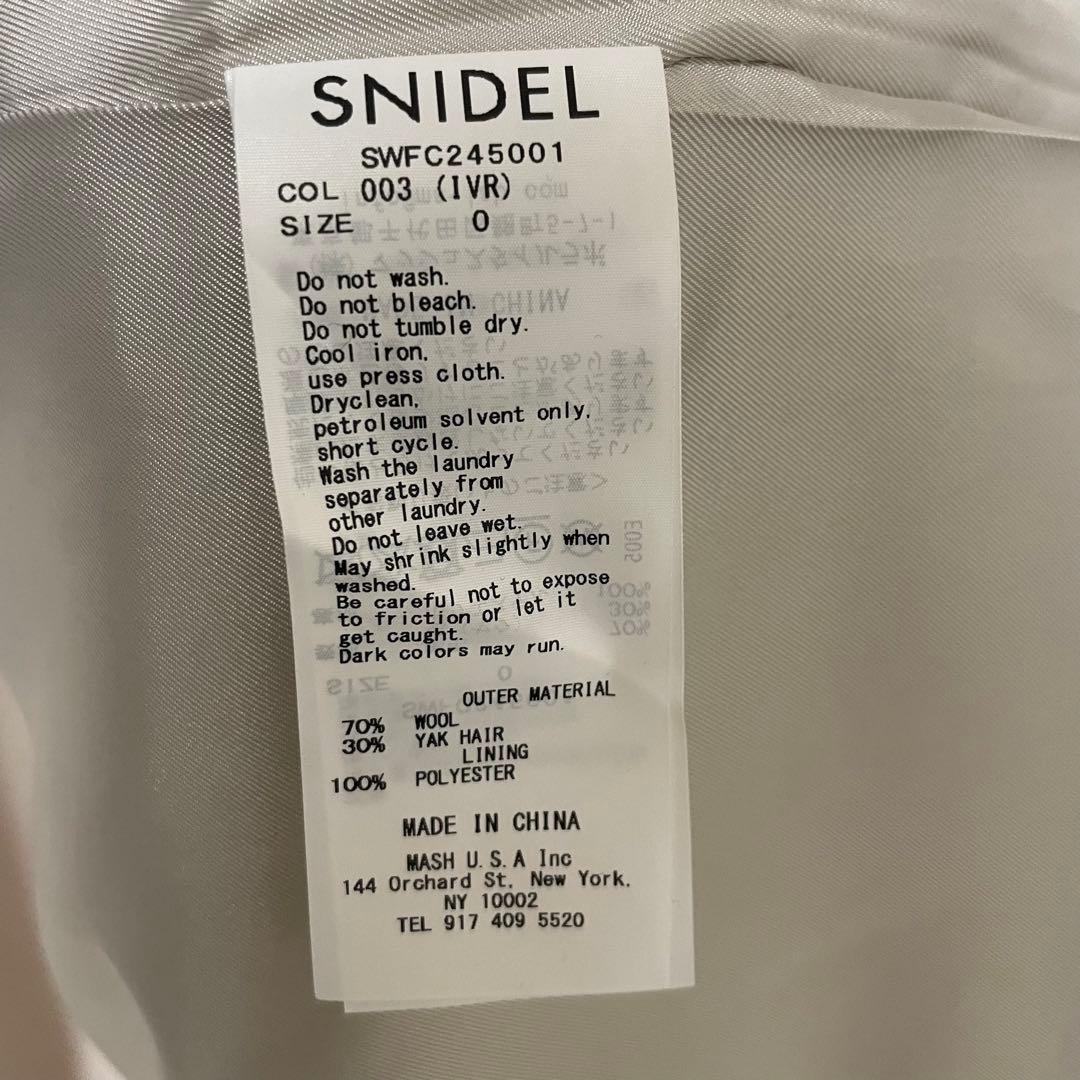 SNIDEL
SWFC245001
COL 003 (IVR)
SIZE 0
Do not wash.
Do not bleach.
Do not tumble dry.
Cool iron.
use press cloth.
Dryclean,
petroleum solvent only.
short cycle.
Wash the laundry
separately from
other laundry.
Do not leave wet.
May shrink slightly when
washed.
Be careful not to expose
to friction or let it
get caught.
Dark colors may run.
OUTER MATERIAL
70% WOOL
30% YAK HAIR
LINING
100% POLYESTER
MADE IN CHINA
MASH U.S.A Inc
144 Orchard St. New York.
NY 10002
TEL 917 409 5520